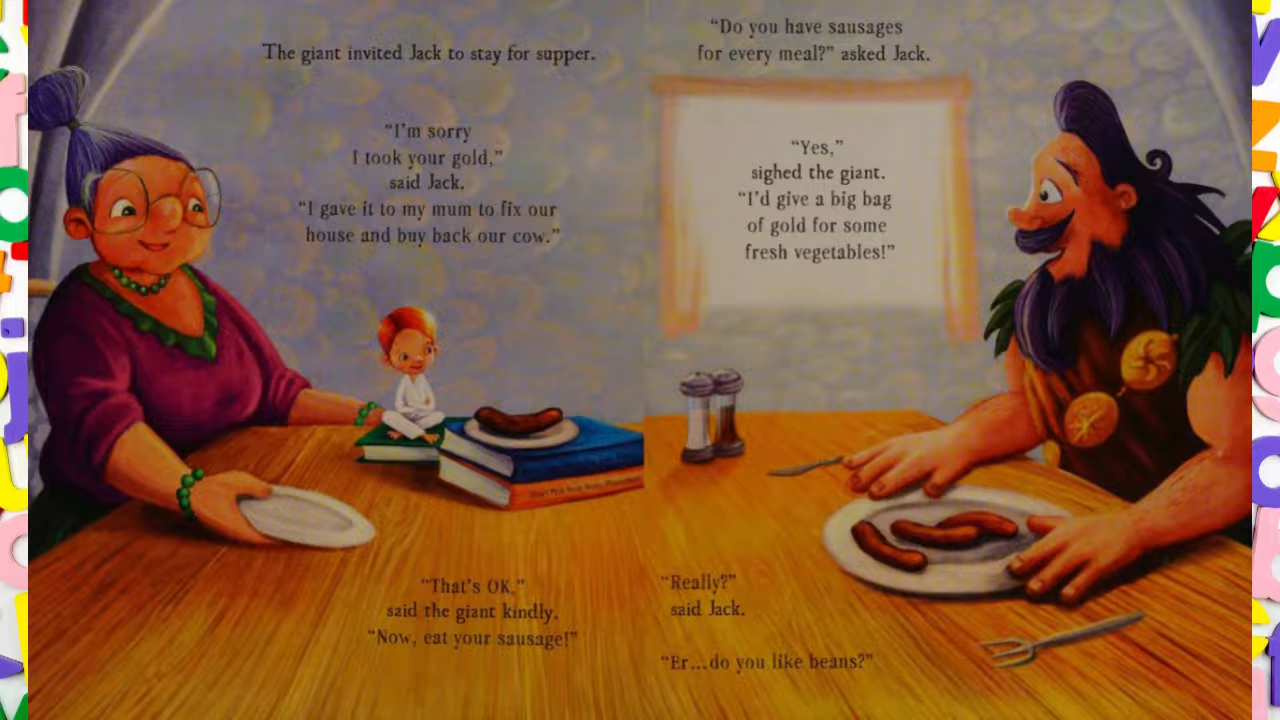 The giant invited Jack to stay for supper.
“I’m sorry
I took your gold,”
said Jack.
“I gave it to my mum to fix our
house and buy back our cow.”
“That’s OK,”
said the giant kindly.
“Now, eat your sausage!”
“Do you have sausages
for every meal?” asked Jack.
“Yes,”
sighed the giant.
“I’d give a big bag
of gold for some
fresh vegetables!”
“Really?”
said Jack.
“Er...do you like beans?”